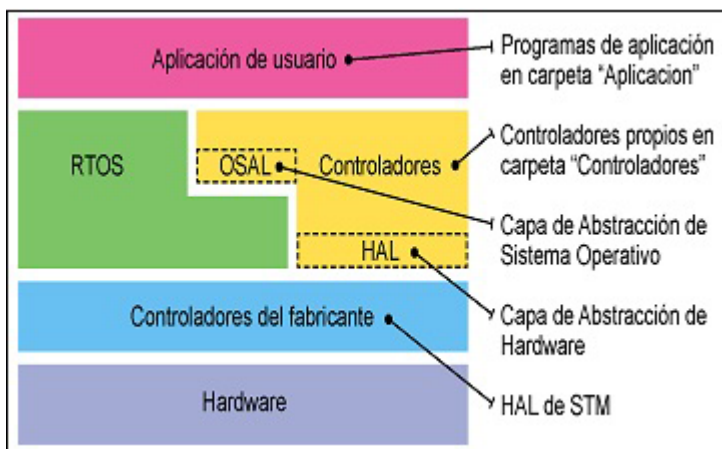 Aplicación de usuario
Programas de aplicación
en carpeta “Aplicacion”
RTOS
OSAL
Controladores
Controladores propios en
carpeta “Controladores”
Capa de Abstracción de
Sistema Operativo
HAL
Controladores del fabricante
Capa de Abstracción de
Hardware
Hardware
HAL de STM